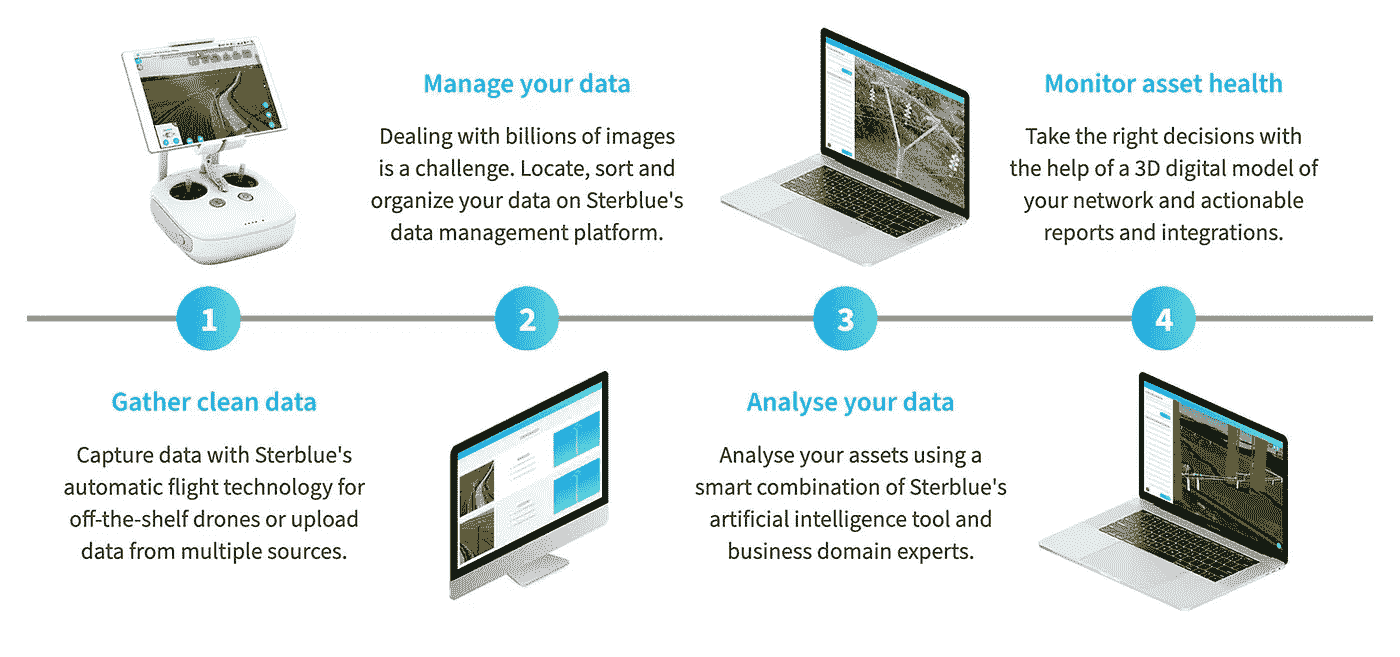 Manage your data
Dealing with billions of images
is a challenge. Locate, sort and
organize your data on Sterblue's
data management platform.
Monitor asset health
Take the right decisions with
the help of a 3D digital model of
your network and actionable
reports and integrations.
1
2
3
4
Gather clean data
Capture data with Sterblue's
automatic flight technology for
off-the-shelf drones or upload
data from multiple sources.
Analyse your data
Analyse your assets using a
smart combination of Sterblue's
artificial intelligence tool and
business domain experts.